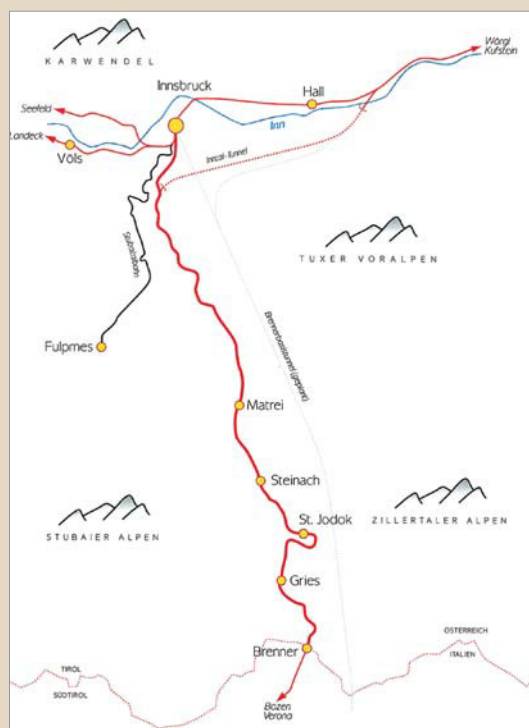 KARWENDEL
Wörgl
Kufstein
Innsbruck
Hall
Seefeld
Inn
Landeck
Völs
Inntal-Tunnel
Stubaitalbahn
TUXER VORALPEN
Brennerbasistunnel (geplant)
Fulpmes
Matrei
Steinach
St. Jodok
STUBAIER ALPEN
ZILLERTALER ALPEN
Gries
Brenner
ÖSTERREICH
ITALIEN
TIROL
SÜDTIROL
Bozen
Verona